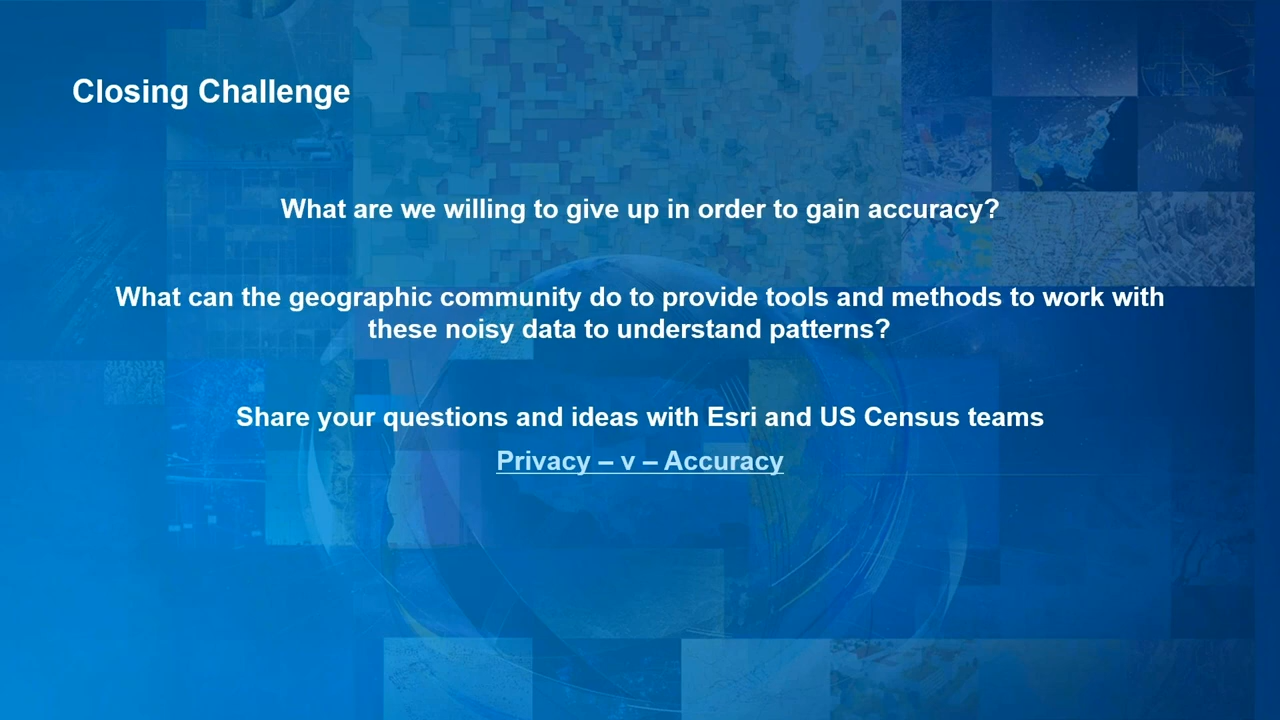 Closing Challenge
What are we willing to give up in order to gain accuracy?
What can the geographic community do to provide tools and methods to work with
these noisy data to understand patterns?
Share your questions and ideas with Esri and US Census teams
Privacy – v – Accuracy